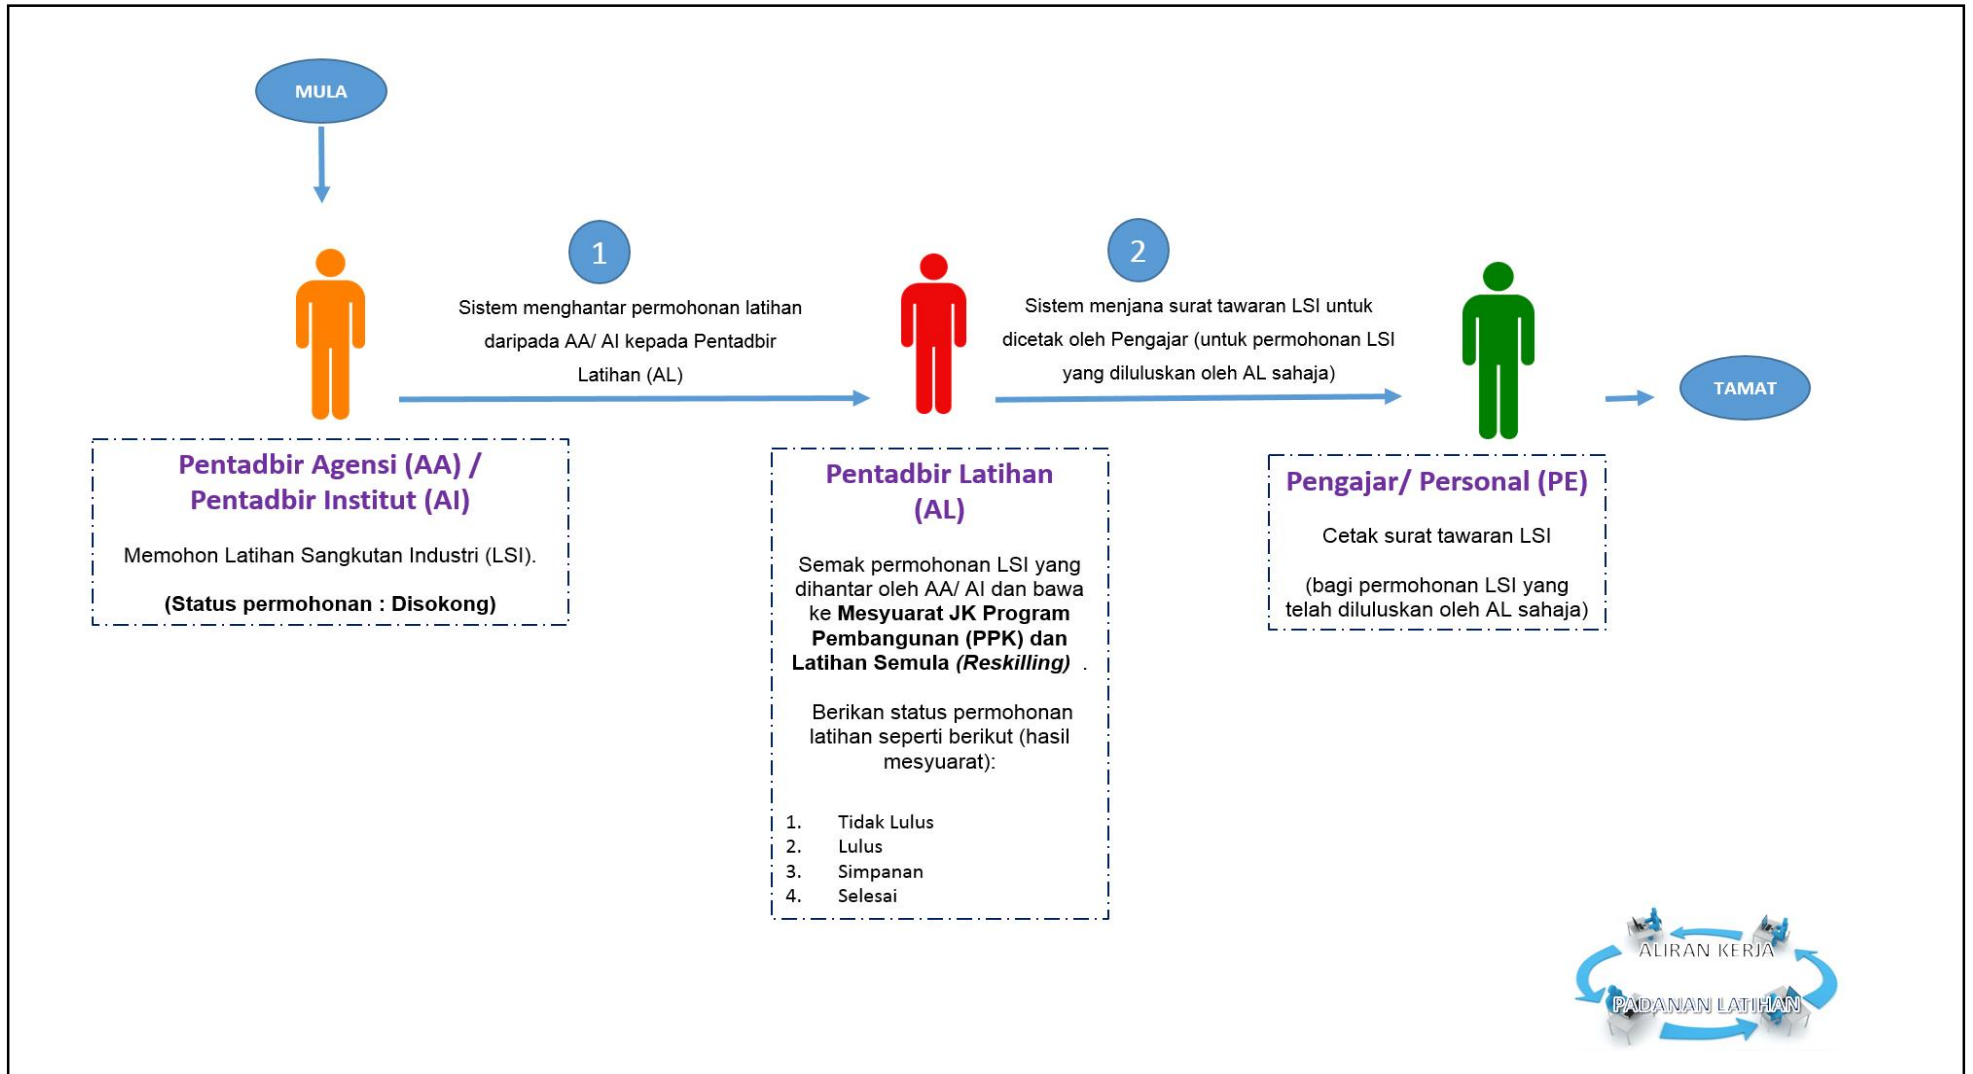 MULA
1
Sistem menghantar permohonan latihan
daripada AA/ AI kepada Pentadbir
Latihan (AL)
2
Sistem menjana surat tawaran LSI untuk
dicetak oleh Pengajar (untuk permohonan LSI
yang diluluskan oleh AL sahaja)
TAMAT
Pentadbir Agensi (AA) /
Pentadbir Institut (AI)
Memohon Latihan Sangkutan Industri (LSI).
(Status permohonan : Disokong)
Pentadbir Latihan
(AL)
Semak permohonan LSI yang
dihantar oleh AA/ AI dan bawa
ke Mesyuarat JK Program
Pembangunan (PPK) dan
Latihan Semula (Reskilling) .
Berikan status permohonan
latihan seperti berikut (hasil
mesyuarat):
1. Tidak Lulus
2. Lulus
3. Simpanan
4. Selesai
Pengajar/ Personal (PE)
Cetak surat tawaran LSI
(bagi permohonan LSI yang
telah diluluskan oleh AL sahaja)
ALIRAN KERJA
PADANAN LATIHAN